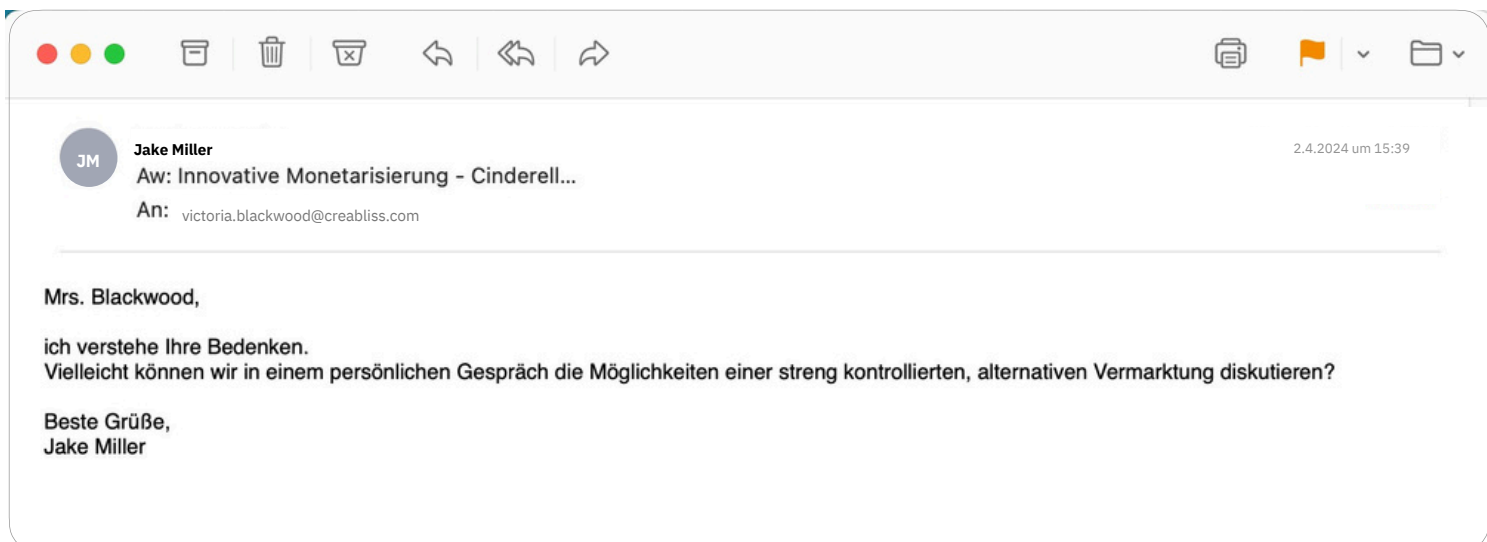 JM
Jake Miller
2.4.2024 um 15:39
Aw: Innovative Monetarisierung - Cinderell...
An: victoria.blackwood@creabliss.com
Mrs. Blackwood,
ich verstehe Ihre Bedenken.
Vielleicht können wir in einem persönlichen Gespräch die Möglichkeiten einer streng kontrollierten, alternativen Vermarktung diskutieren?
Beste Grüße,
Jake Miller